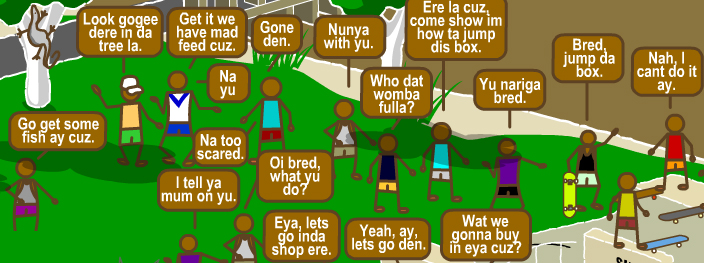 Look gogee
dere in da
tree la.
Get it we
have mad
feed cuz.
Gone
den.
Nunya
with yu.
Ere la cuz,
come show im
how ta jump
dis box.
Bred,
jump da
box.
Nah, I
cant do it
ay.
Na
yu
Who dat
womba
fulla?
Yu nariga
bred.
Go get some
fish ay cuz.
Na too
scared.
Oi bred,
what yu
do?
I tell ya
mum on yu.
Eya, lets
go inda
shop ere.
Yeah, ay,
lets go den.
Wat we
gonna buy
in eya cuz?